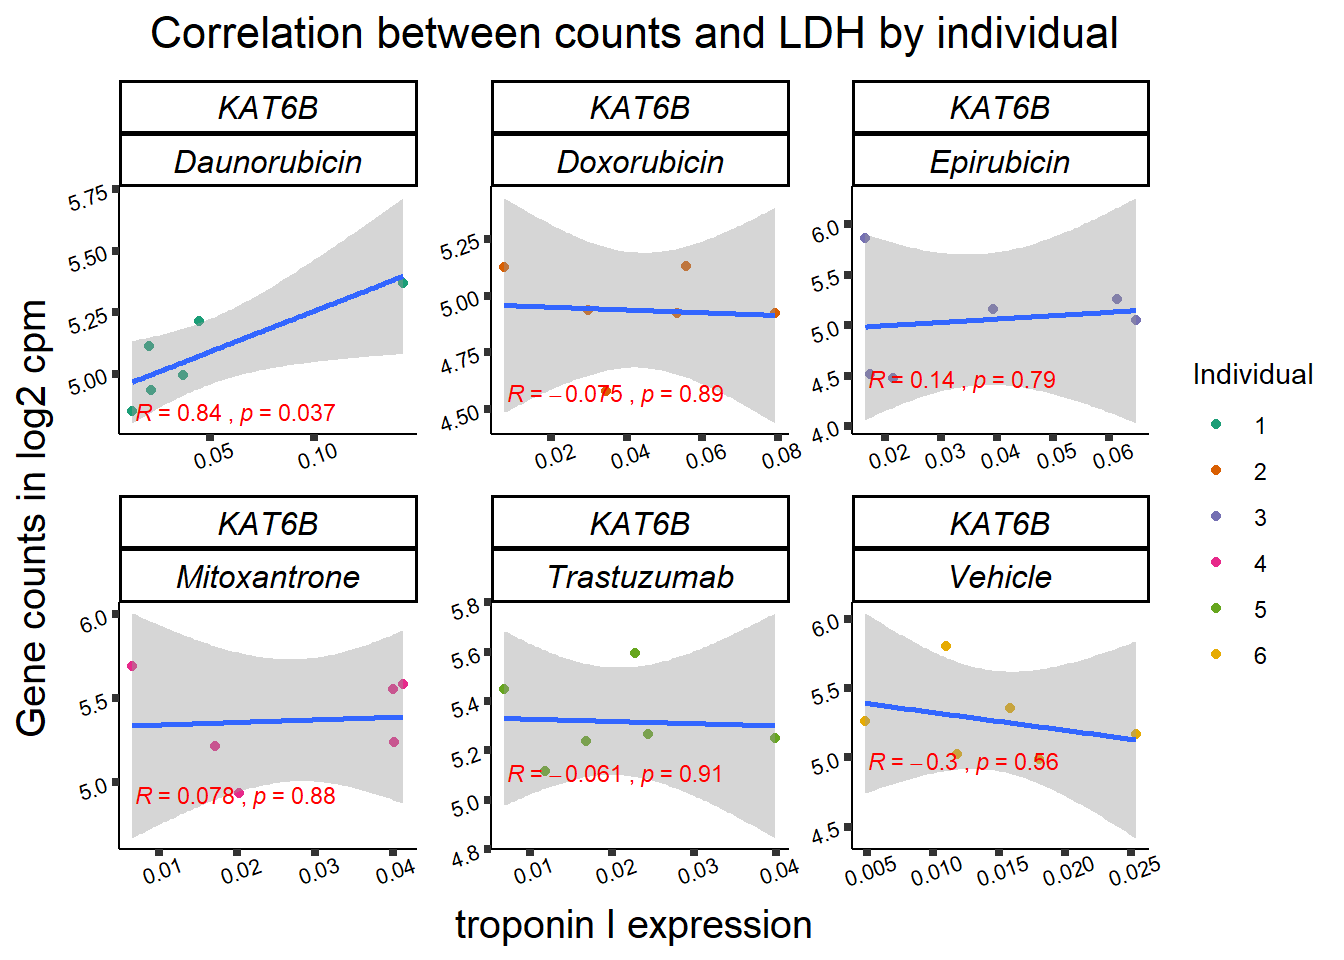 Correlation between counts and LDH by individual
KAT6B
Daunorubicin
5.75
5.50
5.25
5.00
R = 0.84 , p = 0.037
0.05
0.10
KAT6B
Doxorubicin
5.25
5.00
4.75
4.50
R = −0.075 , p = 0.89
0.02
0.04
0.06
0.08
KAT6B
Epirubicin
6.0
5.5
5.0
4.5
4.0
R = 0.14 , p = 0.79
0.02
0.03
0.04
0.05
0.06
KAT6B
Mitoxantrone
6.0
5.5
5.0
R = 0.078 , p = 0.88
0.01
0.02
0.03
0.04
KAT6B
Trastuzumab
5.8
5.6
5.4
5.2
5.0
4.8
R = −0.061 , p = 0.91
0.01
0.02
0.03
0.04
KAT6B
Vehicle
6.0
5.5
5.0
4.5
R = −0.3 , p = 0.56
0.005
0.010
0.015
0.020
0.025
Gene counts in log2 cpm
troponin I expression
Individual
1
2
3
4
5
6